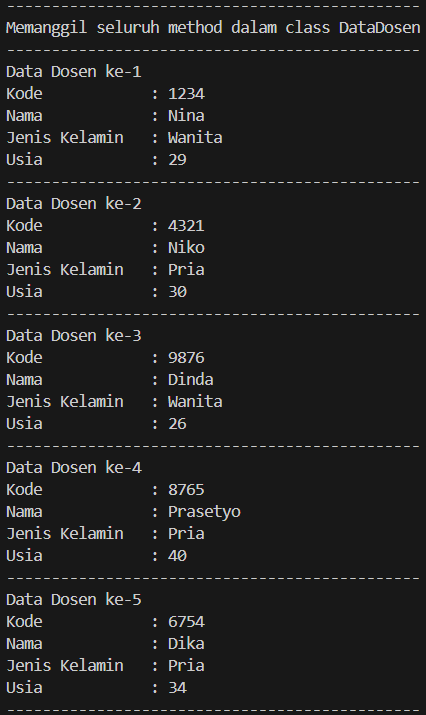 ----------------------------------------------
Memanggil seluruh method dalam class DataDosen
----------------------------------------------
Data Dosen ke-1
Kode            : 1234
Nama            : Nina
Jenis Kelamin   : Wanita
Usia            : 29
----------------------------------------------
Data Dosen ke-2
Kode            : 4321
Nama            : Niko
Jenis Kelamin   : Pria
Usia            : 30
----------------------------------------------
Data Dosen ke-3
Kode            : 9876
Nama            : Dinda
Jenis Kelamin   : Wanita
Usia            : 26
----------------------------------------------
Data Dosen ke-4
Kode            : 8765
Nama            : Prasetyo
Jenis Kelamin   : Pria
Usia            : 40
----------------------------------------------
Data Dosen ke-5
Kode            : 6754
Nama            : Dika
Jenis Kelamin   : Pria
Usia            : 34
----------------------------------------------